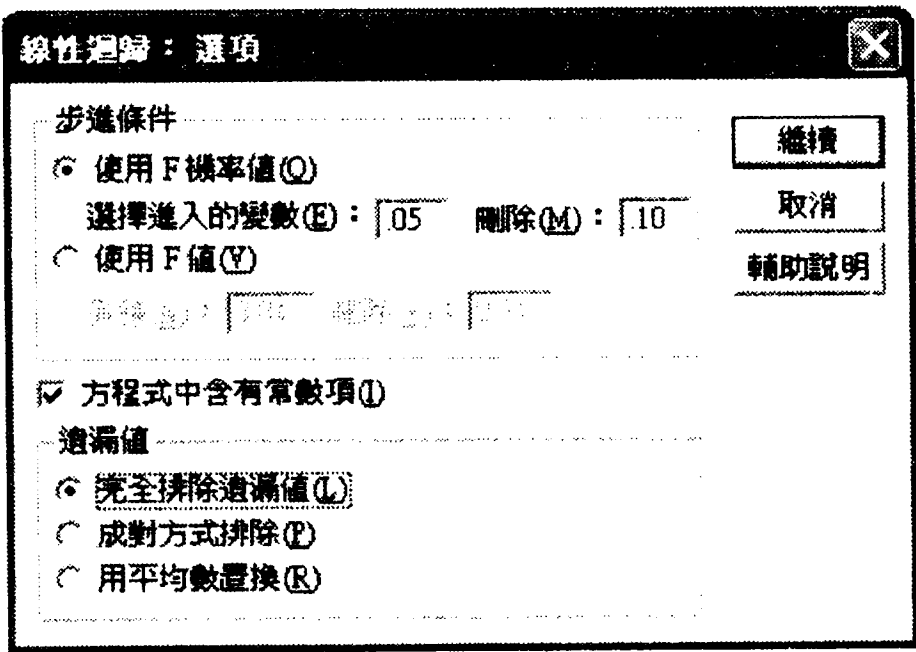 線性迴歸：選項
步進條件
使用 F 機率值(O)
選擇進入的變數(E)： .05 刪除(M)： .10
使用 F 值(V)
方程式中含有常數項(I)
遺漏值
完全排除遺漏值(L)
成對方式排除(P)
用平均數置換(R)
繼續
取消
輔助說明